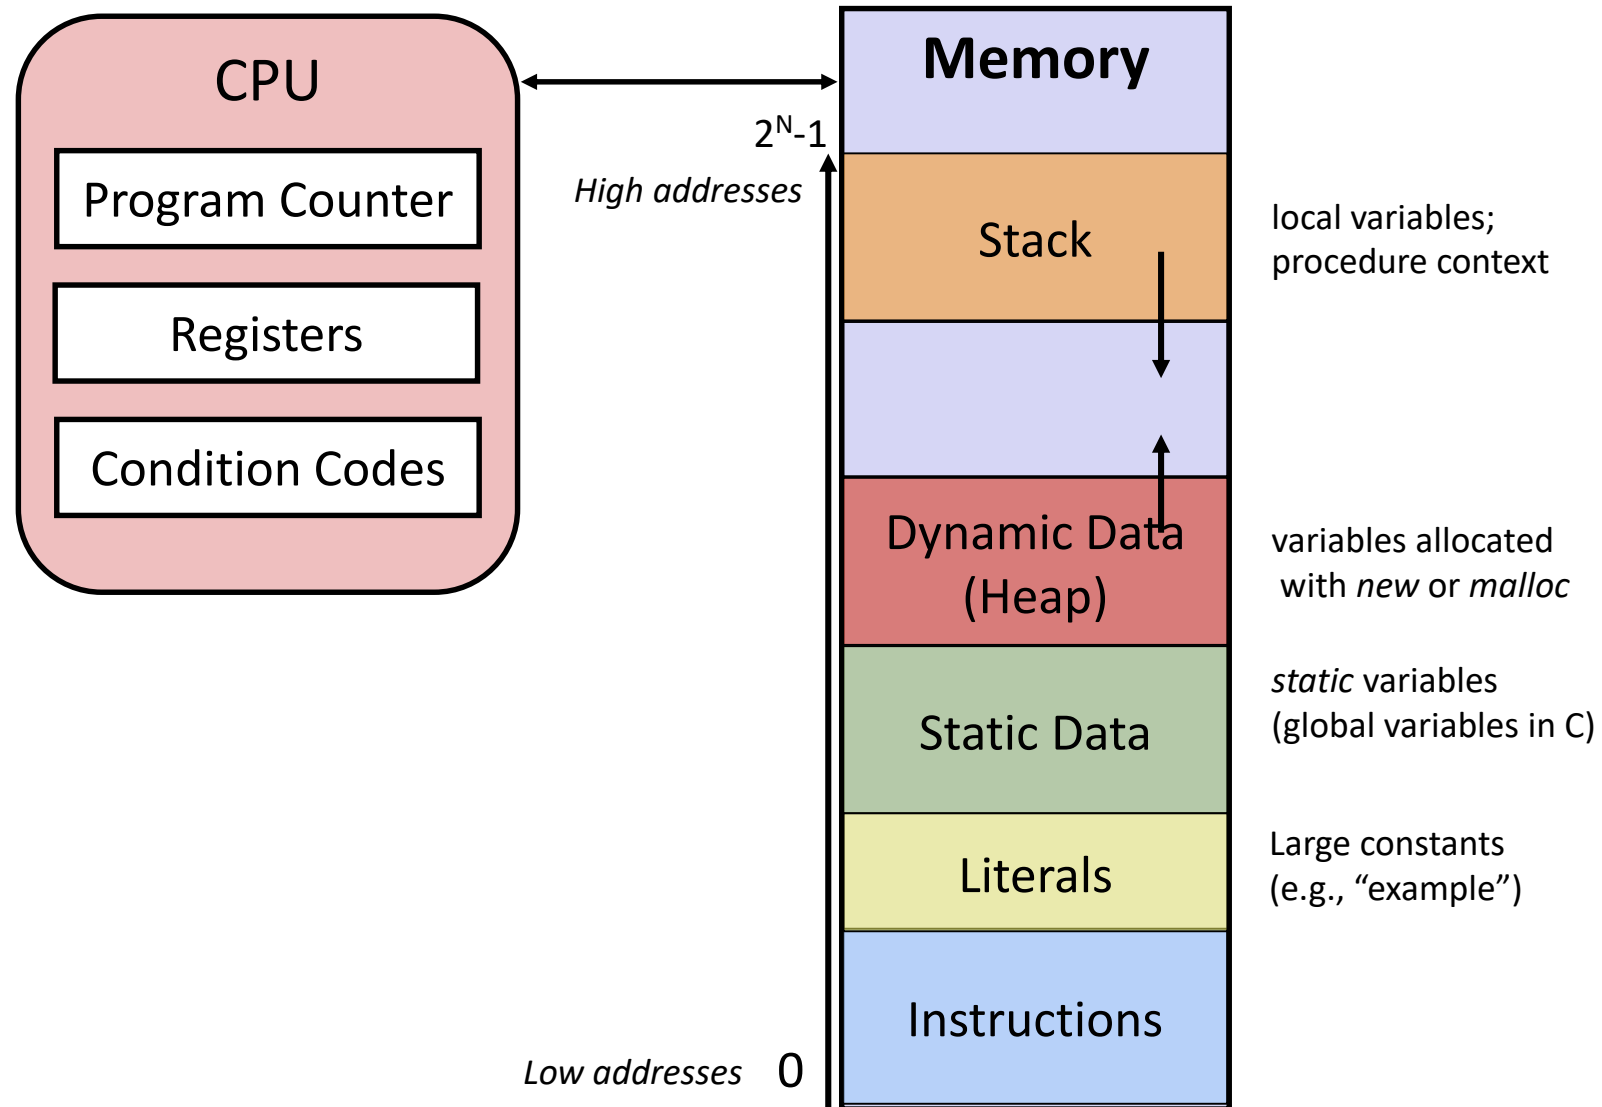 CPU
Program Counter
Registers
Condition Codes
Memory
2ᴺ-1
High addresses
Stack
local variables;
procedure context
Dynamic Data
(Heap)
variables allocated
with new or malloc
Static Data
static variables
(global variables in C)
Literals
Large constants
(e.g., “example”)
Instructions
Low addresses 0